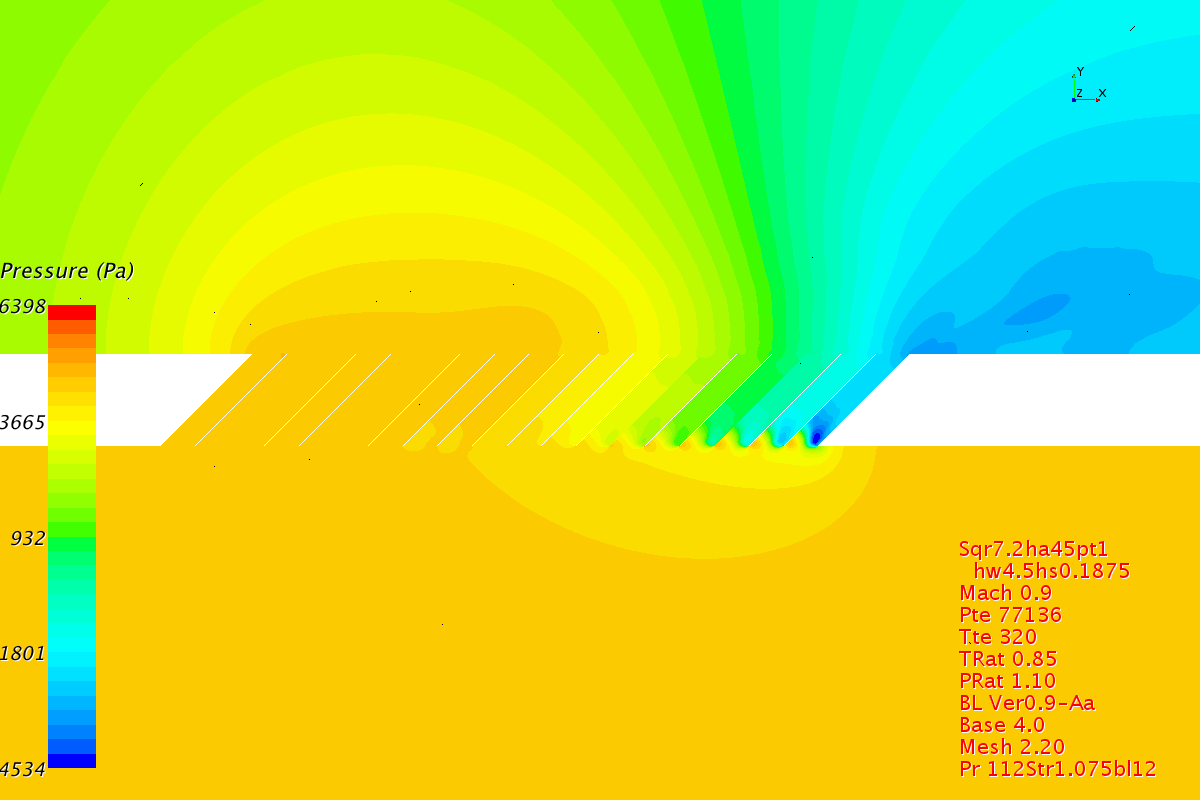 Y
Z X
Pressure (Pa)
6398
3665
932
1801
4534
Sqr7.2ha45pt1
hw4.5hs0.1875
Mach 0.9
Pte 77136
Tte 320
TRat 0.85
PRat 1.10
BL Ver0.9-Aa
Base 4.0
Mesh 2.20
Pr 112Str1.075bl12